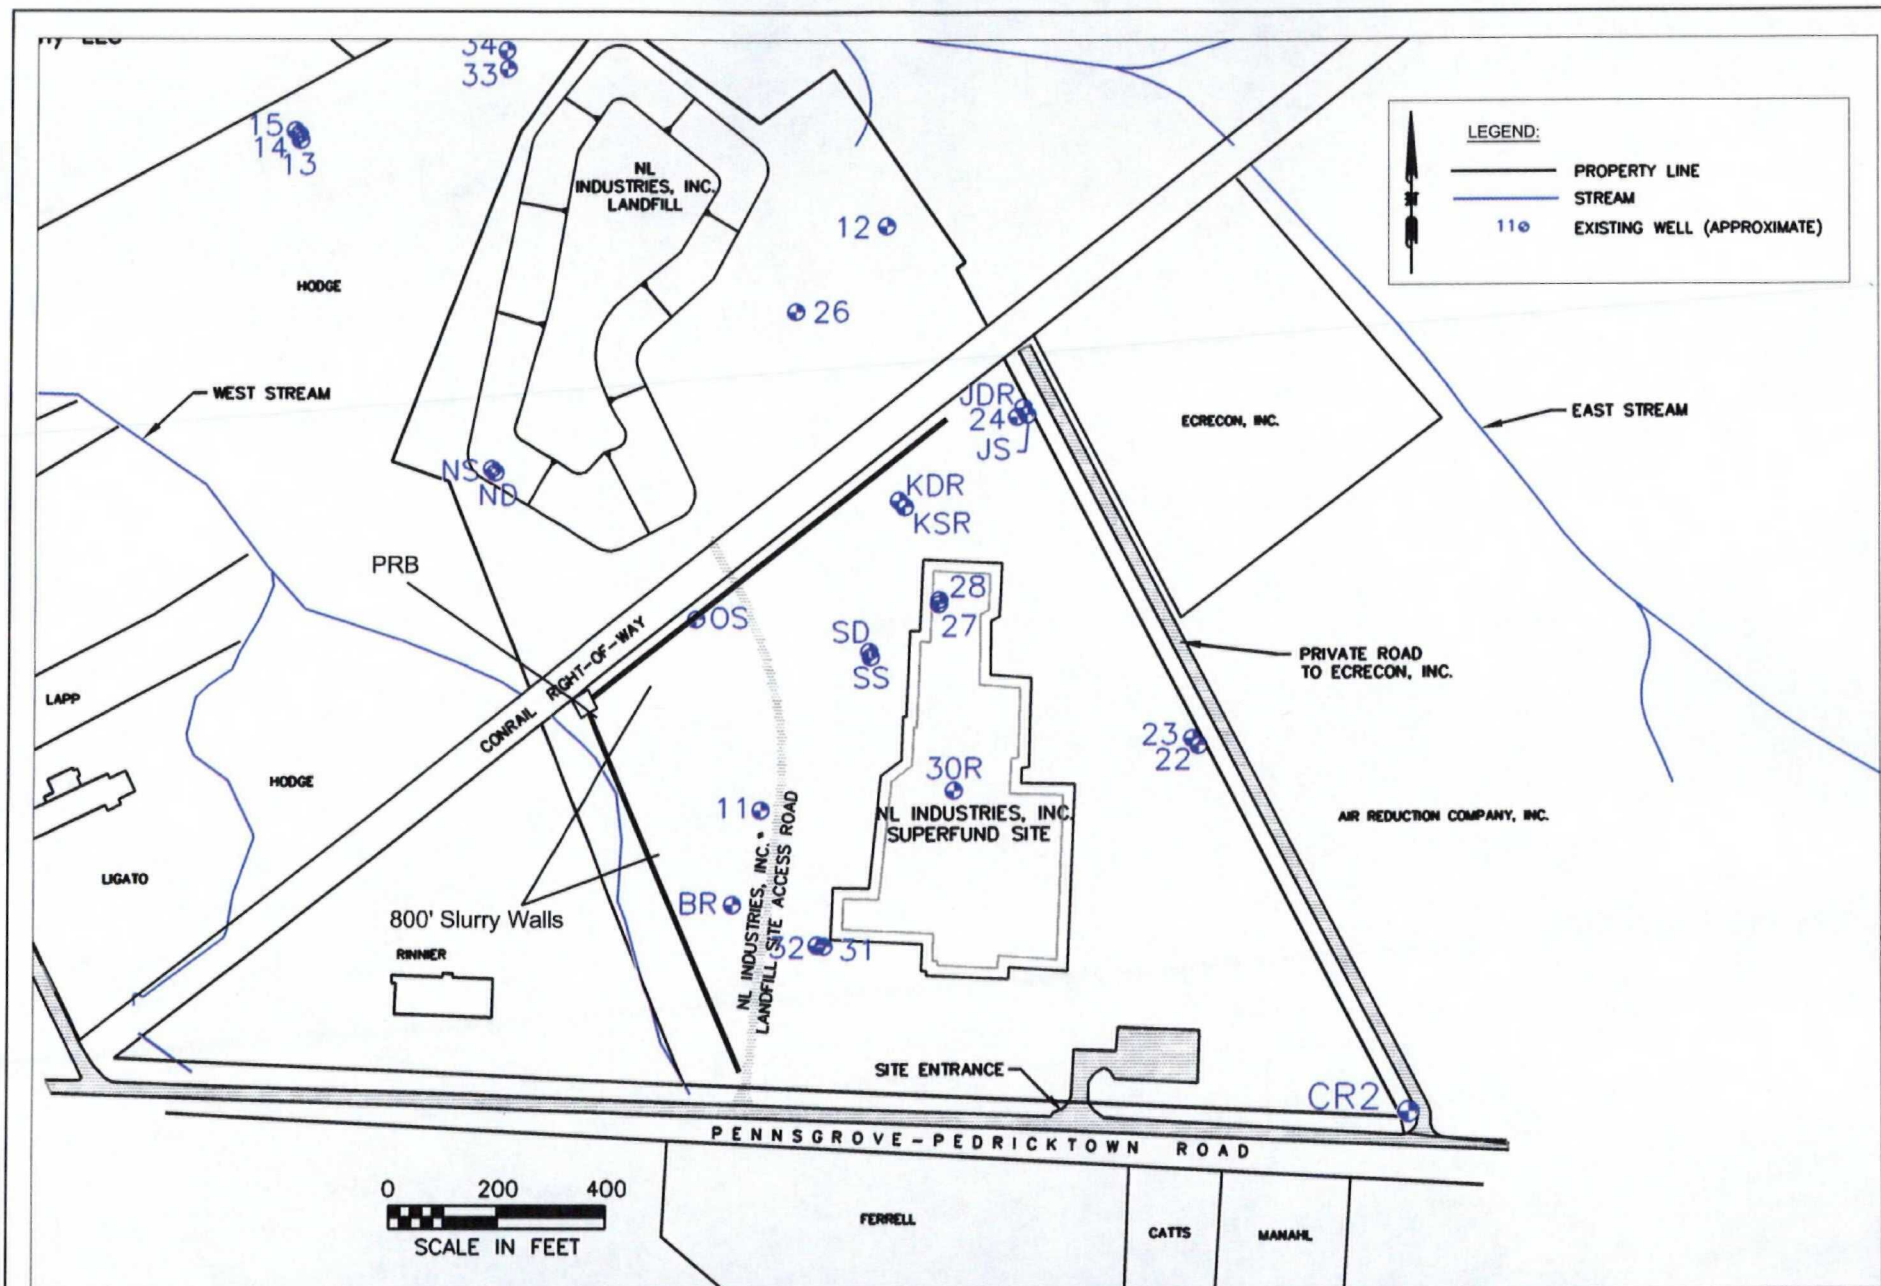 34
33
15
14
13
NL
INDUSTRIES, INC.
LANDFILL
12
26
HODGE
WEST STREAM
NS
ND
PRB
LEGEND:
PROPERTY LINE
STREAM
11
EXISTING WELL (APPROXIMATE)
JDR
24
JS
KDR
KSR
ECRECON, INC.
EAST STREAM
OS
CONRAIL RIGHT-OF-WAY
28
27
SD
SS
PRIVATE ROAD
TO ECRECON, INC.
LAPP
HODGE
23
22
30R
NL INDUSTRIES, INC.
SUPERFUND SITE
11
AIR REDUCTION COMPANY, INC.
LIGATO
BR
800' Slurry Walls
RINNIER
32
31
NL INDUSTRIES, INC."
LANDFILL SITE ACCESS ROAD
SITE ENTRANCE
CR2
PENNSGROVE-PEDRICKTOWN ROAD
0 200 400
SCALE IN FEET
FERRELL
CATTS
MANAHL